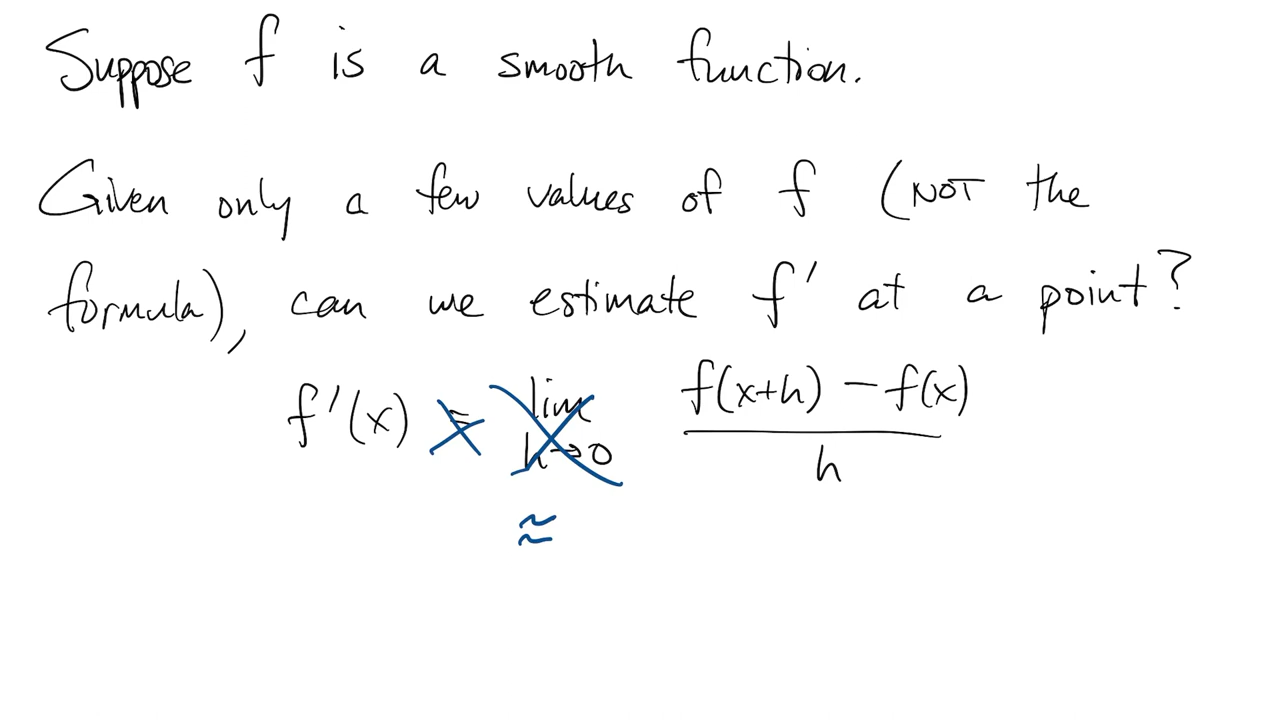 Suppose f is a smooth function.
Given only a few values of f (NOT the
formula), can we estimate f' at a point?
f'(x) = lim h→0 f(x+h) - f(x) / h
≈